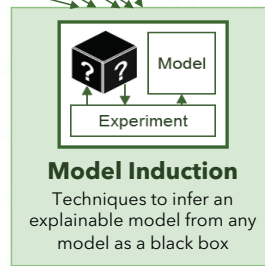 ? ?
Model
Experiment
Model Induction
Techniques to infer an
explainable model from any
model as a black box